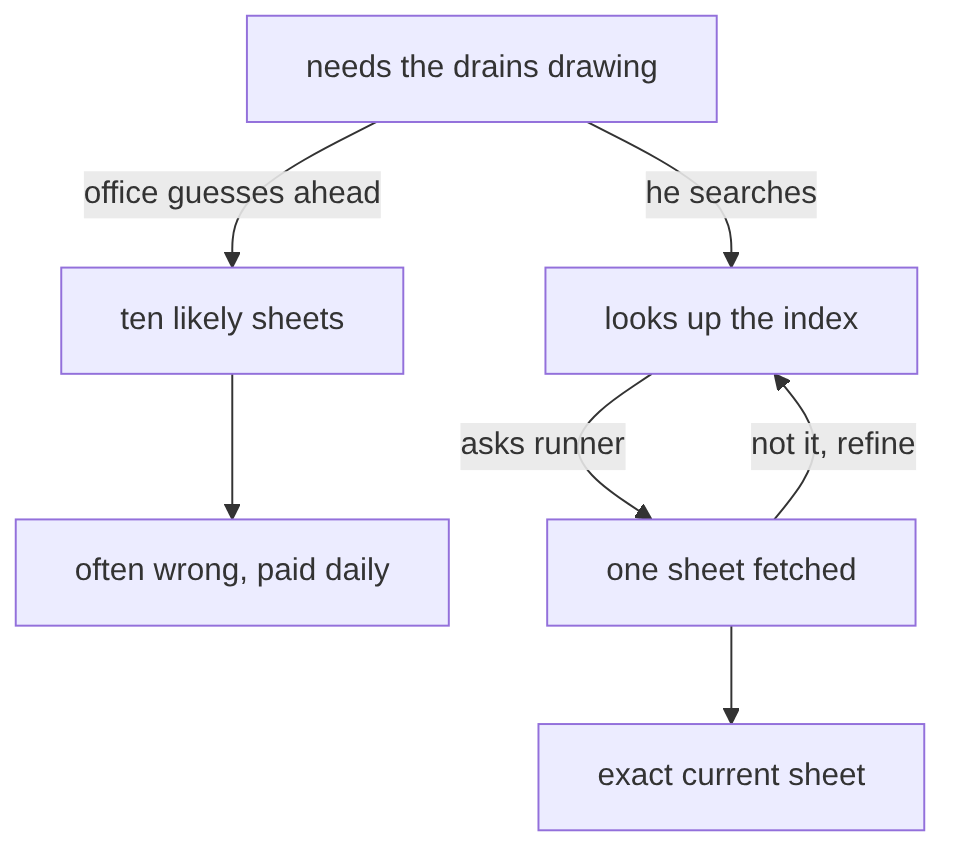 needs the drains drawing
office guesses ahead
he searches
ten likely sheets
looks up the index
asks runner
not it, refine
often wrong, paid daily
one sheet fetched
exact current sheet